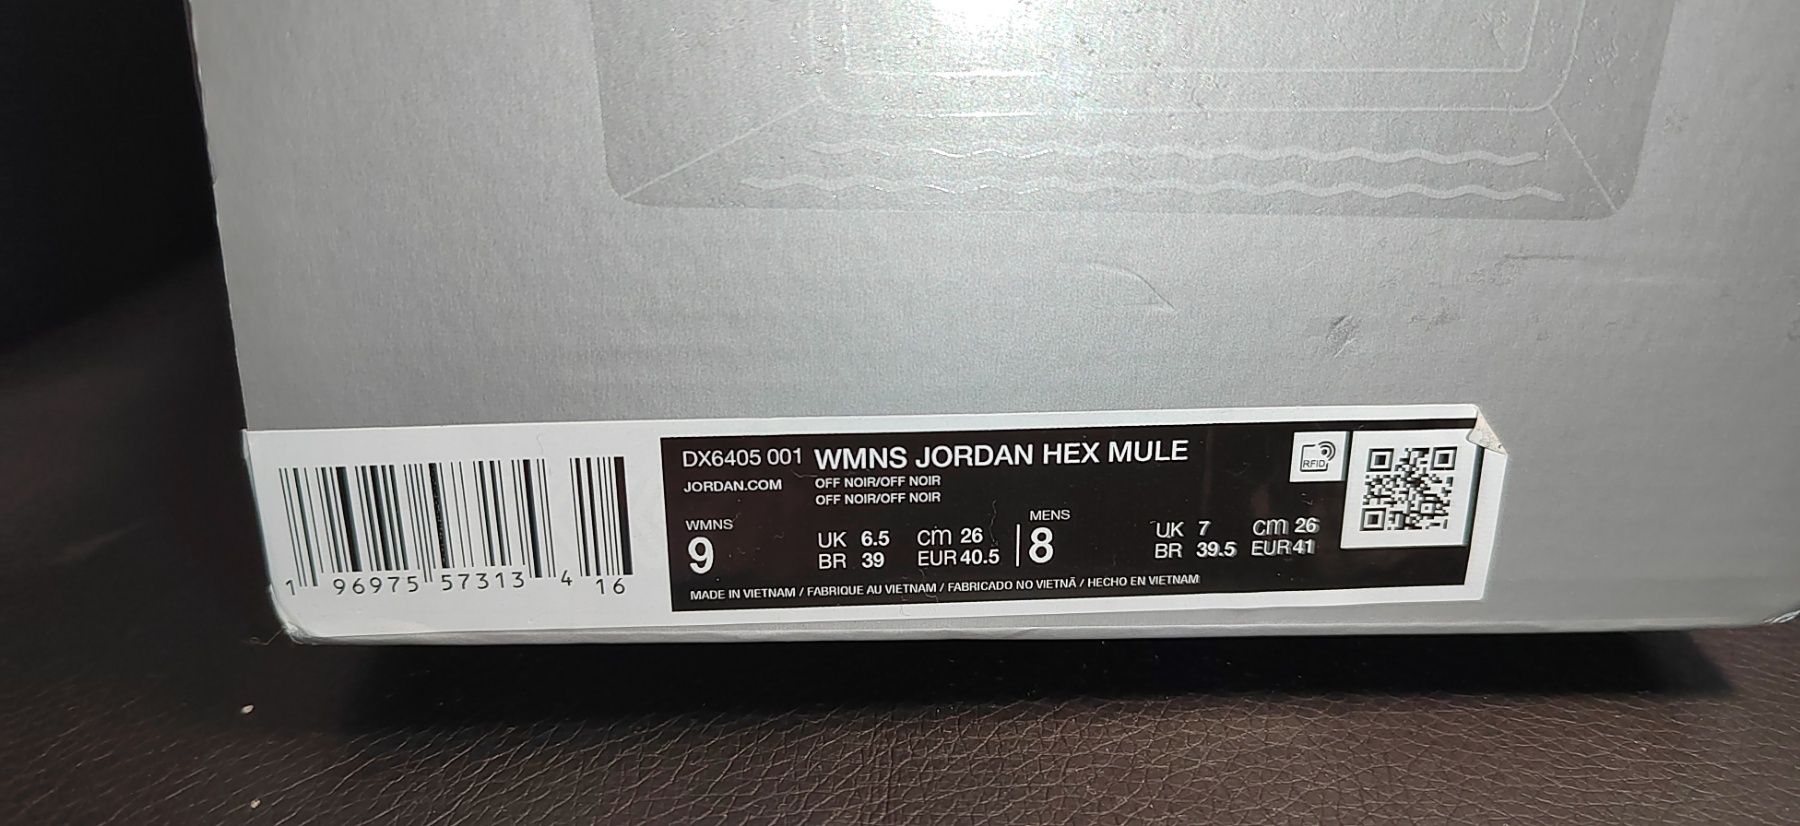 DX6405 001 WMNS JORDAN HEX MULE
JORDAN.COM OFF NOIR/OFF NOIR
OFF NOIR/OFF NOIR
RFID
WMNS MENS
9 UK 6.5 cm 26 8 UK 7 cm 26
BR 39 EUR 40.5 BR 39.5 EUR 41
MADE IN VIETNAM / FABRIQUE AU VIETNAM / FABRICADO NO VIETNÃ / HECHO EN VIETNAM
1 96975 57313 4 16